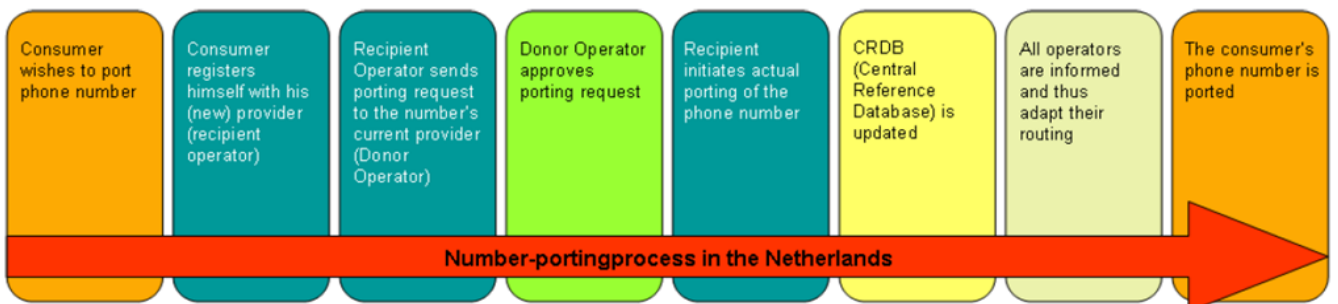 Consumer
wishes to port
phone number
Consumer
registers
himself with his
(new) provider
(recipient
operator)
Recipient
Operator sends
porting request
to the number's
current provider
(Donor
Operator)
Donor Operator
approves
porting request
Recipient
initiates actual
porting of the
phone number
CRDB
(Central
Reference
Database) is
updated
All operators
are informed
and thus
adapt their
routing
The consumer's
phone number is
ported
Number-portingprocess in the Netherlands